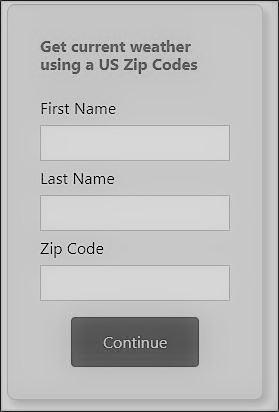 Get current weather
using a US Zip Codes
First Name
Last Name
Zip Code
Continue